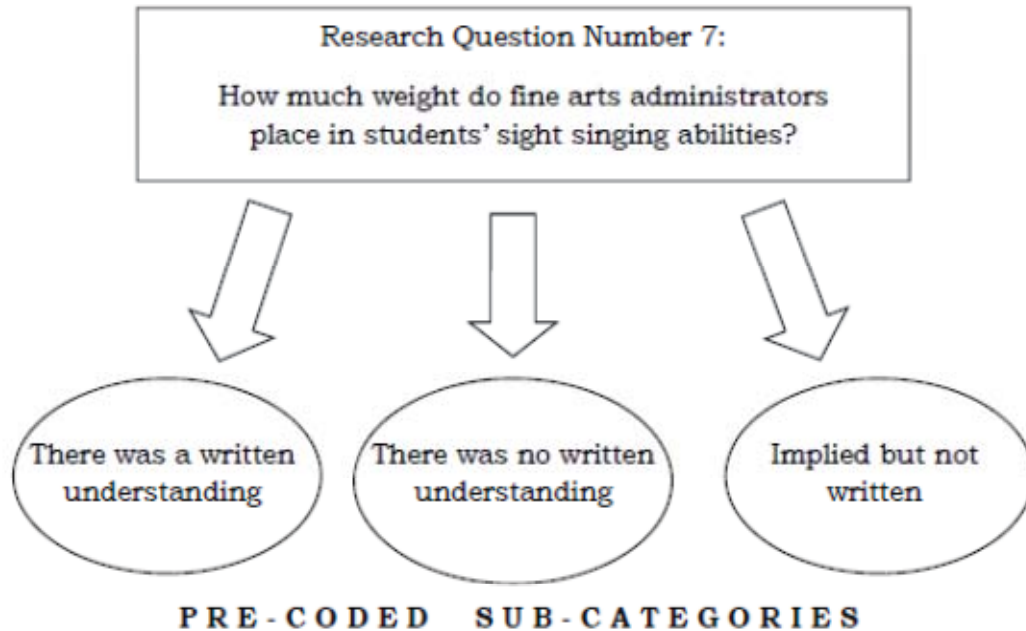 Research Question Number 7:
How much weight do fine arts administrators
place in students' sight singing abilities?
There was a written
understanding
There was no written
understanding
Implied but not
written
PRE-CODED SUB-CATEGORIES